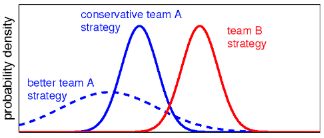 conservative team A
strategy
team B
strategy
better team A
strategy
probability density